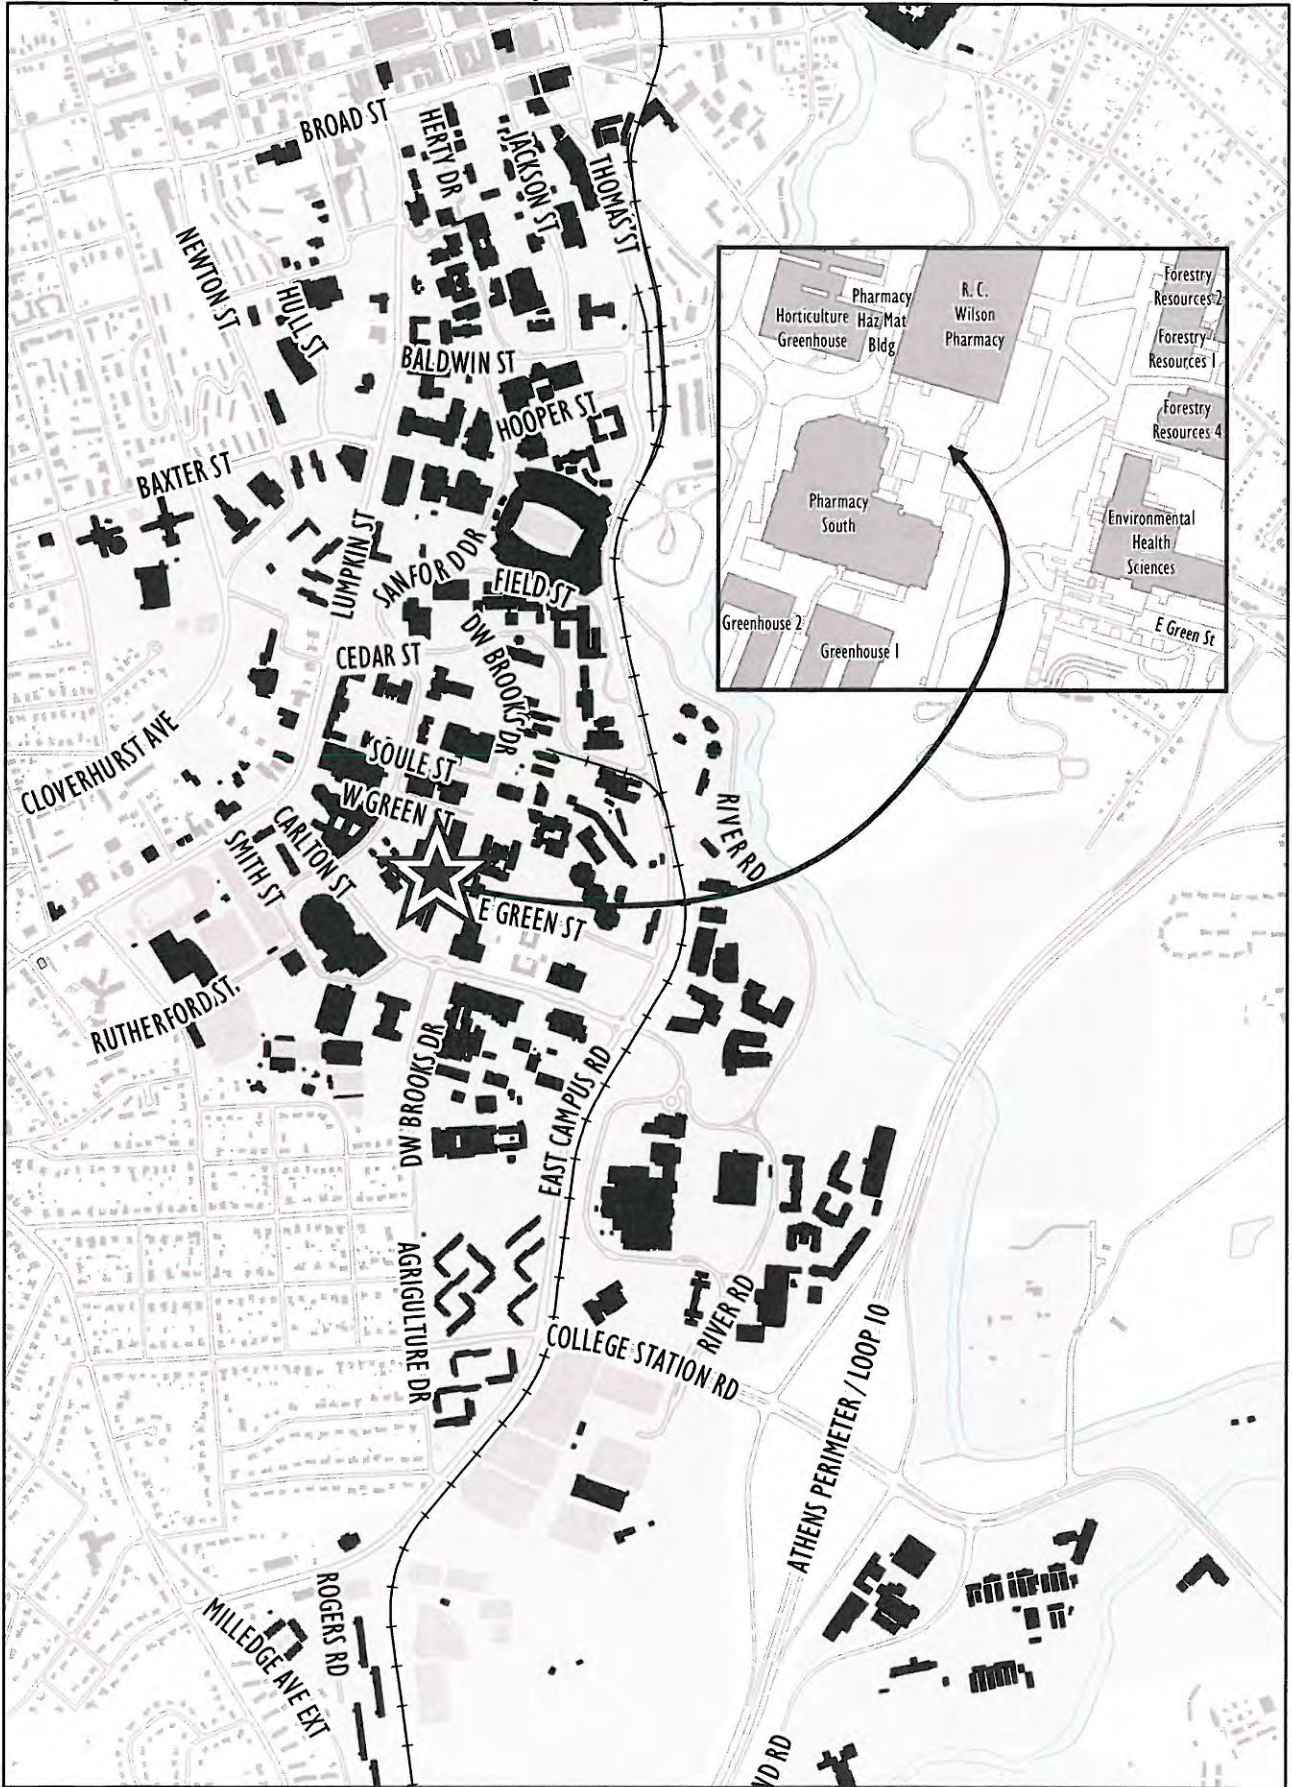 BROAD ST
HERTY DR
JACKSON ST
THOMAS ST
NEWTON ST
HULL ST
BALDWIN ST
HOOPER ST
BAXTER ST
LUMPKIN ST
SANFORD DR
FIELD ST
CEDAR ST
DW BROOKS DR
CLOVERHURST AVE
SOULE ST
W GREEN ST
CARLTON ST
SMITH ST
E GREEN ST
RIVER RD
RUTHERFORD ST.
DW BROOKS DR
EAST CAMPUS RD
AGRIGULTURE DR
RIVER RD
COLLEGE STATION RD
ATHENS PERIMETER / LOOP 10
ROGERS RD
MILLEDGE AVE EXT
ND RD
Horticulture
Greenhouse
Pharmacy
Haz Mat
Bldg
R. C.
Wilson
Pharmacy
Forestry
Resources 2
Forestry
Resources 1
Forestry
Resources 4
Pharmacy
South
Environmental
Health
Sciences
Greenhouse 2
Greenhouse 1
E Green St